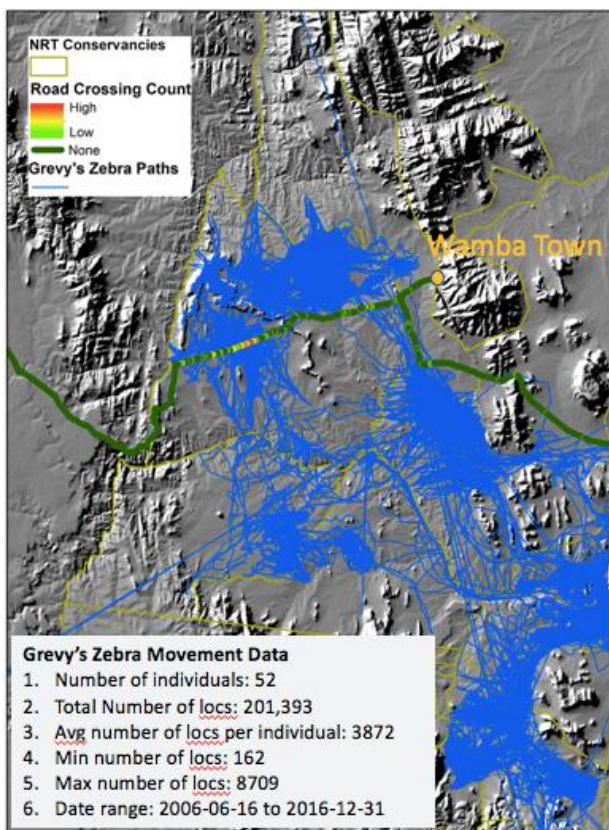 NRT Conservancies
Road Crossing Count
High
Low
None
Grevy's Zebra Paths
Wamba Town
Grevy's Zebra Movement Data
1. Number of individuals: 52
2. Total Number of locs: 201,393
3. Avg number of locs per individual: 3872
4. Min number of locs: 162
5. Max number of locs: 8709
6. Date range: 2006-06-16 to 2016-12-31